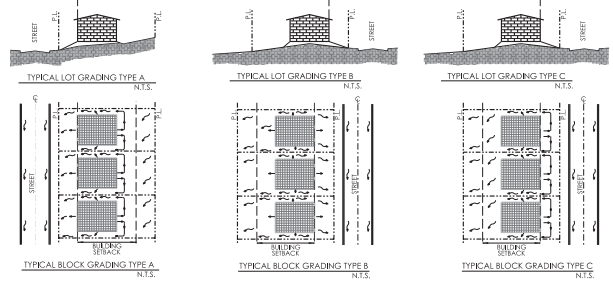 STREET
P.L.
P.L.
TYPICAL LOT GRADING TYPE A
N.T.S.
P.L.
P.L.
STREET
TYPICAL LOT GRADING TYPE B
N.T.S.
P.L.
P.L.
STREET
TYPICAL LOT GRADING TYPE C
N.T.S.
℄
P.L.
P.L.
STREET
BUILDING
SETBACK
TYPICAL BLOCK GRADING TYPE A
N.T.S.
P.L.
P.L.
℄
STREET
BUILDING
SETBACK
TYPICAL BLOCK GRADING TYPE B
N.T.S.
P.L.
P.L.
℄
STREET
BUILDING
SETBACK
TYPICAL BLOCK GRADING TYPE C
N.T.S.